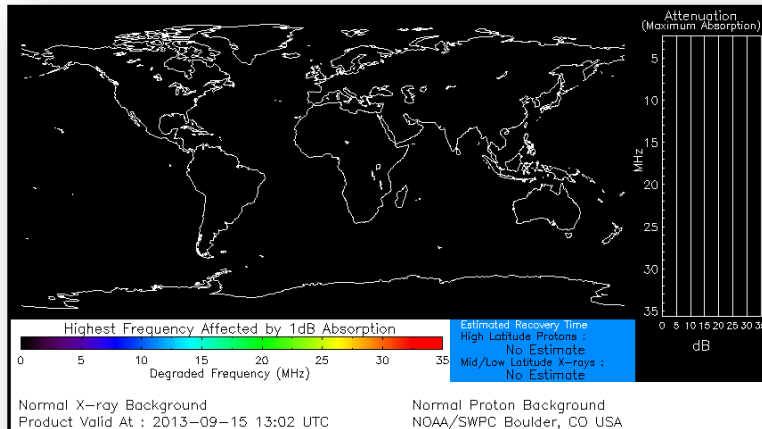 Attenuation
(Maximum Absorption)
5
10
15
20
25
30
35
MHz
0 5 10 15 20 25 30 35
dB
Highest Frequency Affected by 1dB Absorption
0 5 10 15 20 25 30 35
Degraded Frequency (MHz)
Estimated Recovery Time
High Latitude Protons :
No Estimate
Mid/Low Latitude X-rays :
No Estimate
Normal X-ray Background
Product Valid At : 2013-09-15 13:02 UTC
Normal Proton Background
NOAA/SWPC Boulder, CO USA